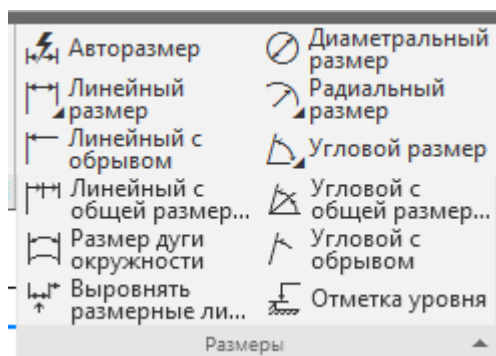 Авторазмер
Диаметральный
размер
Линейный
размер
Радиальный
размер
Линейный с
обрывом
Угловой размер
Линейный с
общей размер...
Угловой с
общей размер...
Размер дуги
окружности
Угловой с
обрывом
Выровнять
размерные ли...
Отметка уровня
Размеры